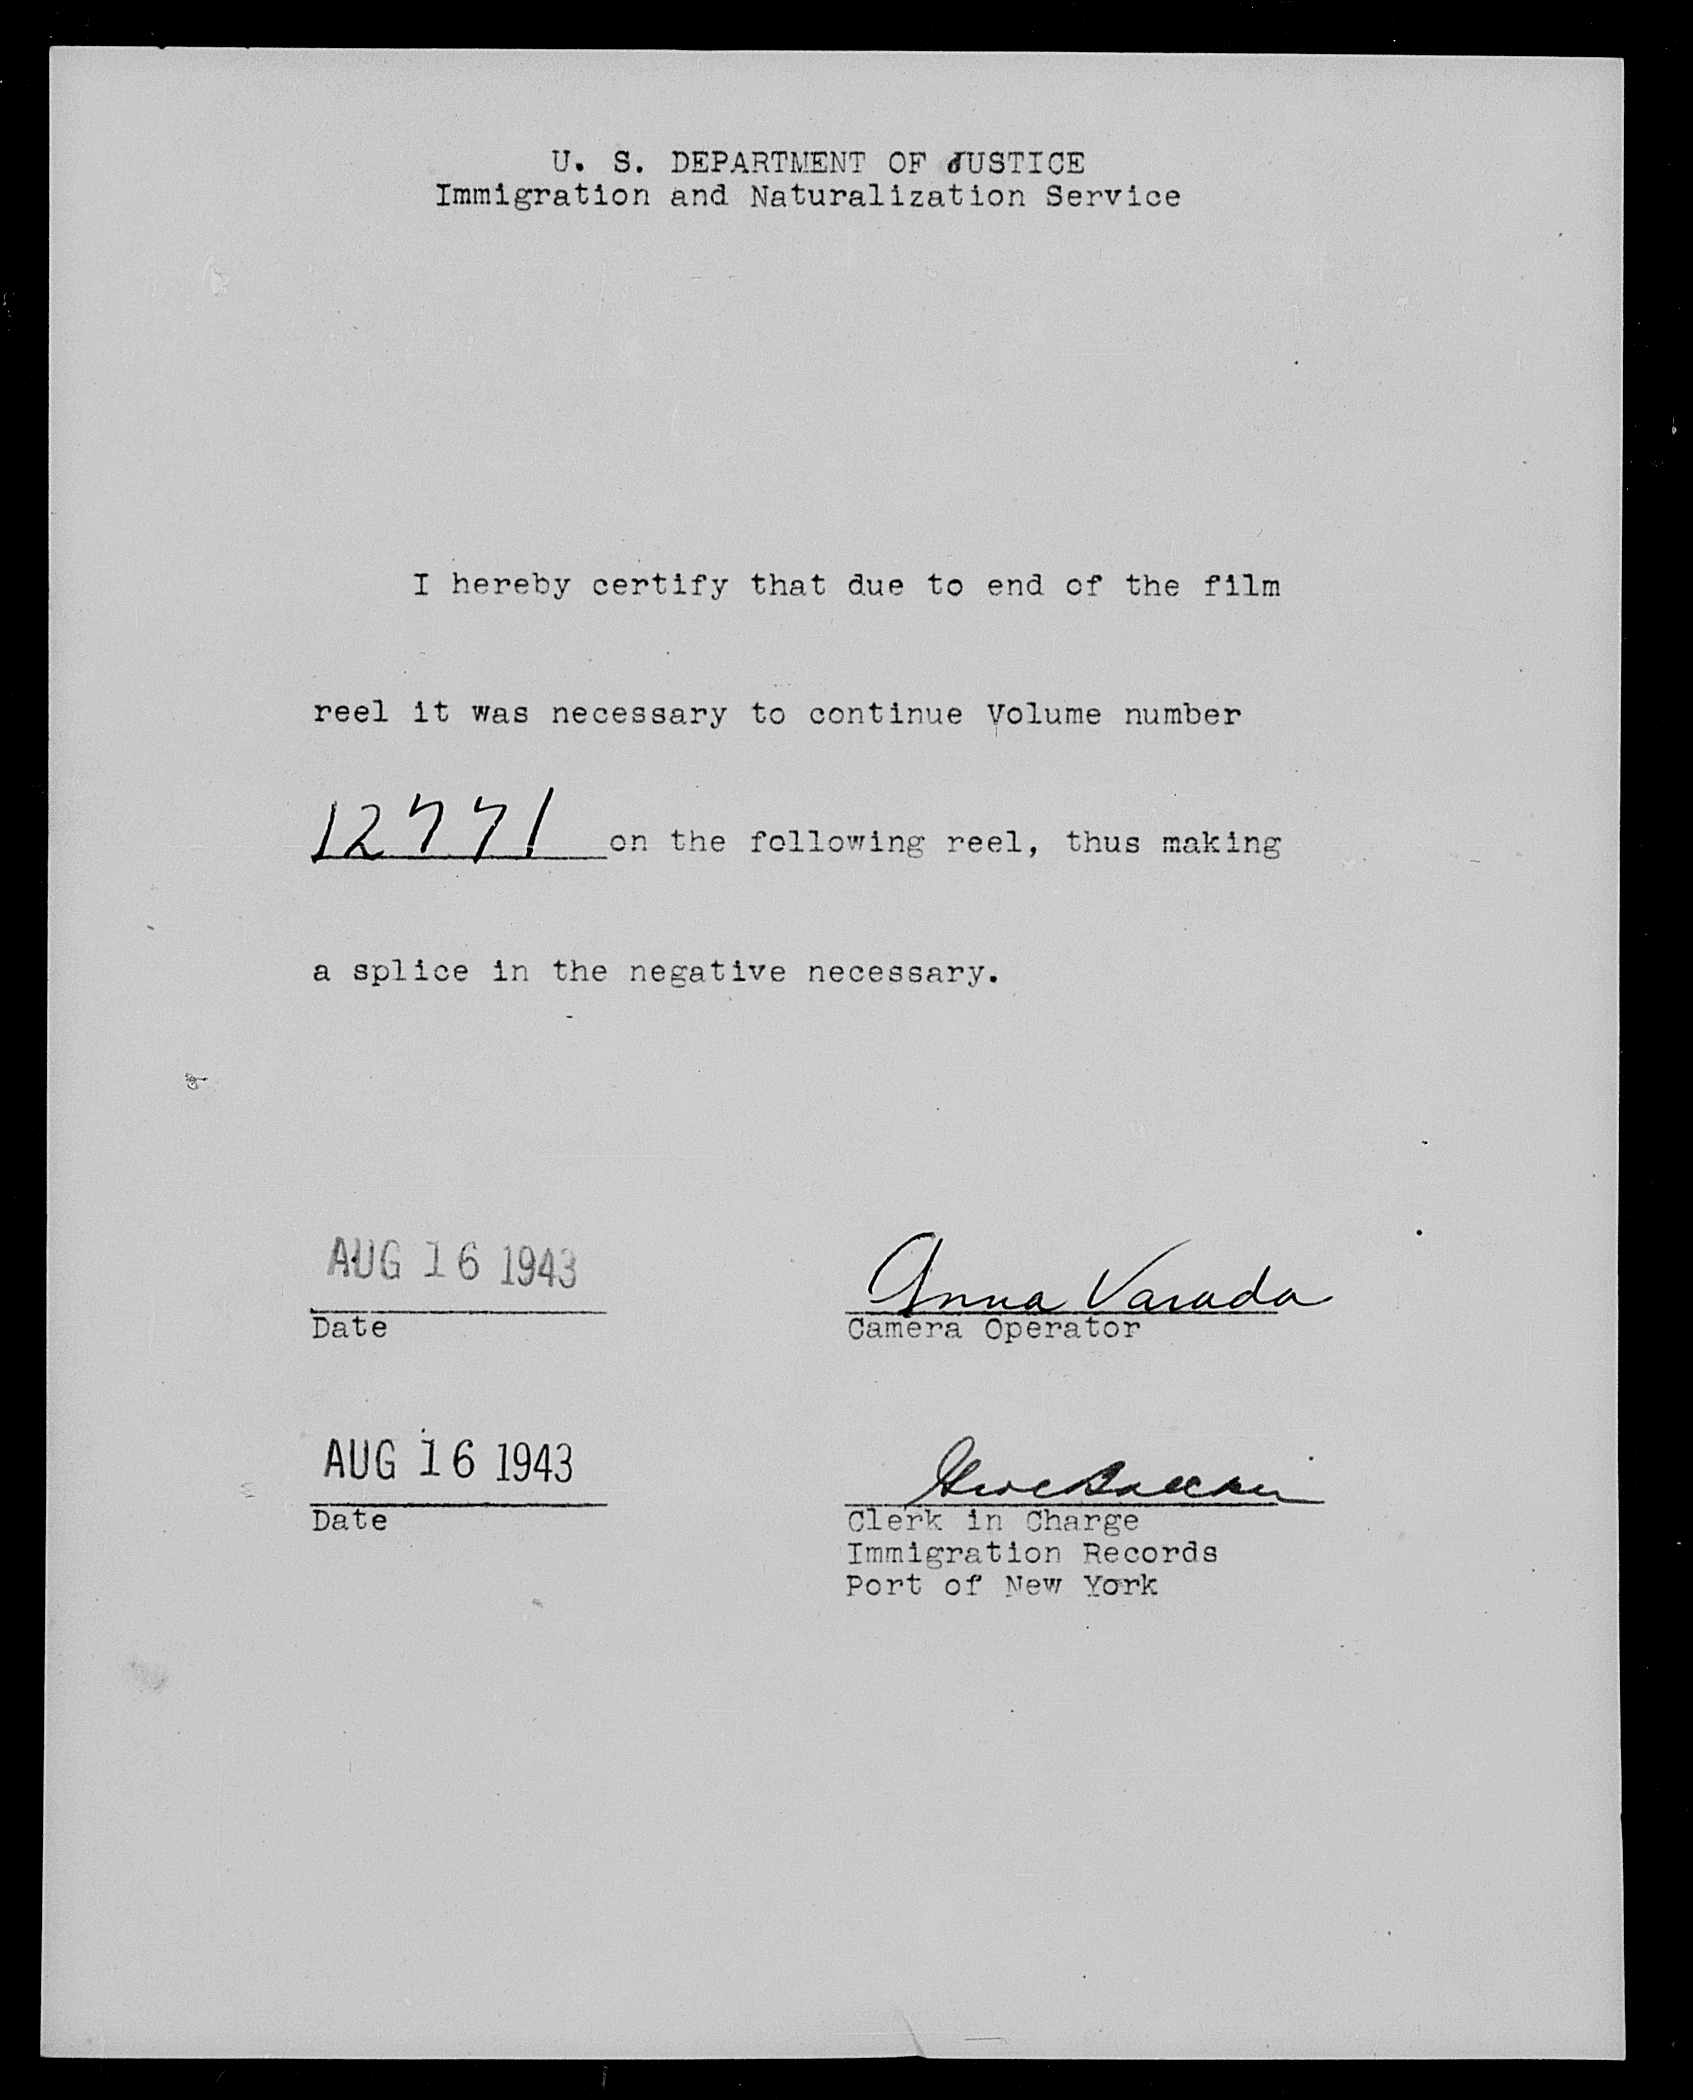 U. S. DEPARTMENT OF JUSTICE
Immigration and Naturalization Service
I hereby certify that due to end of the film
reel it was necessary to continue Volume number
12771 on the following reel, thus making
a splice in the negative necessary.
AUG 16 1943
Anna Varada
Date
Camera Operator
AUG 16 1943
Date
Clerk in Charge
Immigration Records
Port of New York